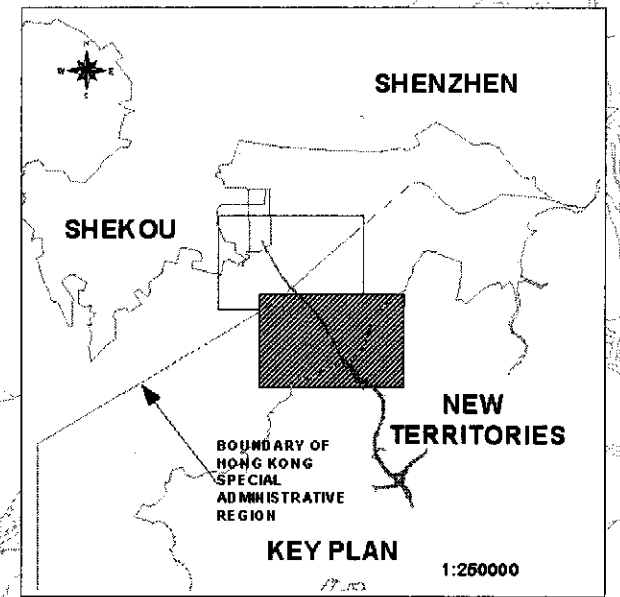 N
W E
S
SHENZHEN
SHEKOU
NEW
TERRITORIES
BOUNDARY OF
HONG KONG
SPECIAL
ADMINISTRATIVE
REGION
KEY PLAN
1:250000